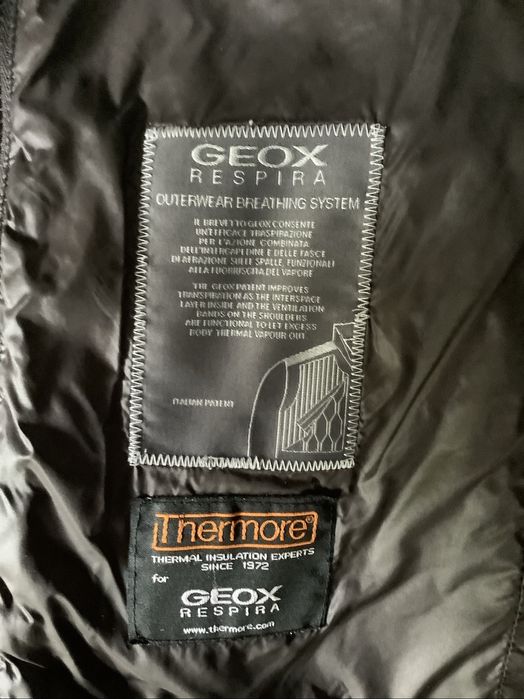 GEOX
RESPIRA
OUTERWEAR BREATHING SYSTEM
IL BREVETTO GEOX CONSENTE
UN'EFFICACE TRASPIRAZIONE
PER L'AZIONE COMBINATA
DELL'INTERCAPEDINE E DELLE FASCE
DI AERAZIONE SULLE SPALLE, FUNZIONALI
ALLA FUORIUSCITA DEL VAPORE
THE GEOX PATENT IMPROVES
TRANSPIRATION AS THE INTERSPACE
LAYER INSIDE AND THE VENTILATION
BANDS ON THE SHOULDERS
ARE FUNCTIONAL TO LET EXCESS
BODY THERMAL VAPOUR OUT
ITALIAN PATENT
Thermore®
THERMAL INSULATION EXPERTS
SINCE 1972
for
GEOX
RESPIRA
www.thermore.com